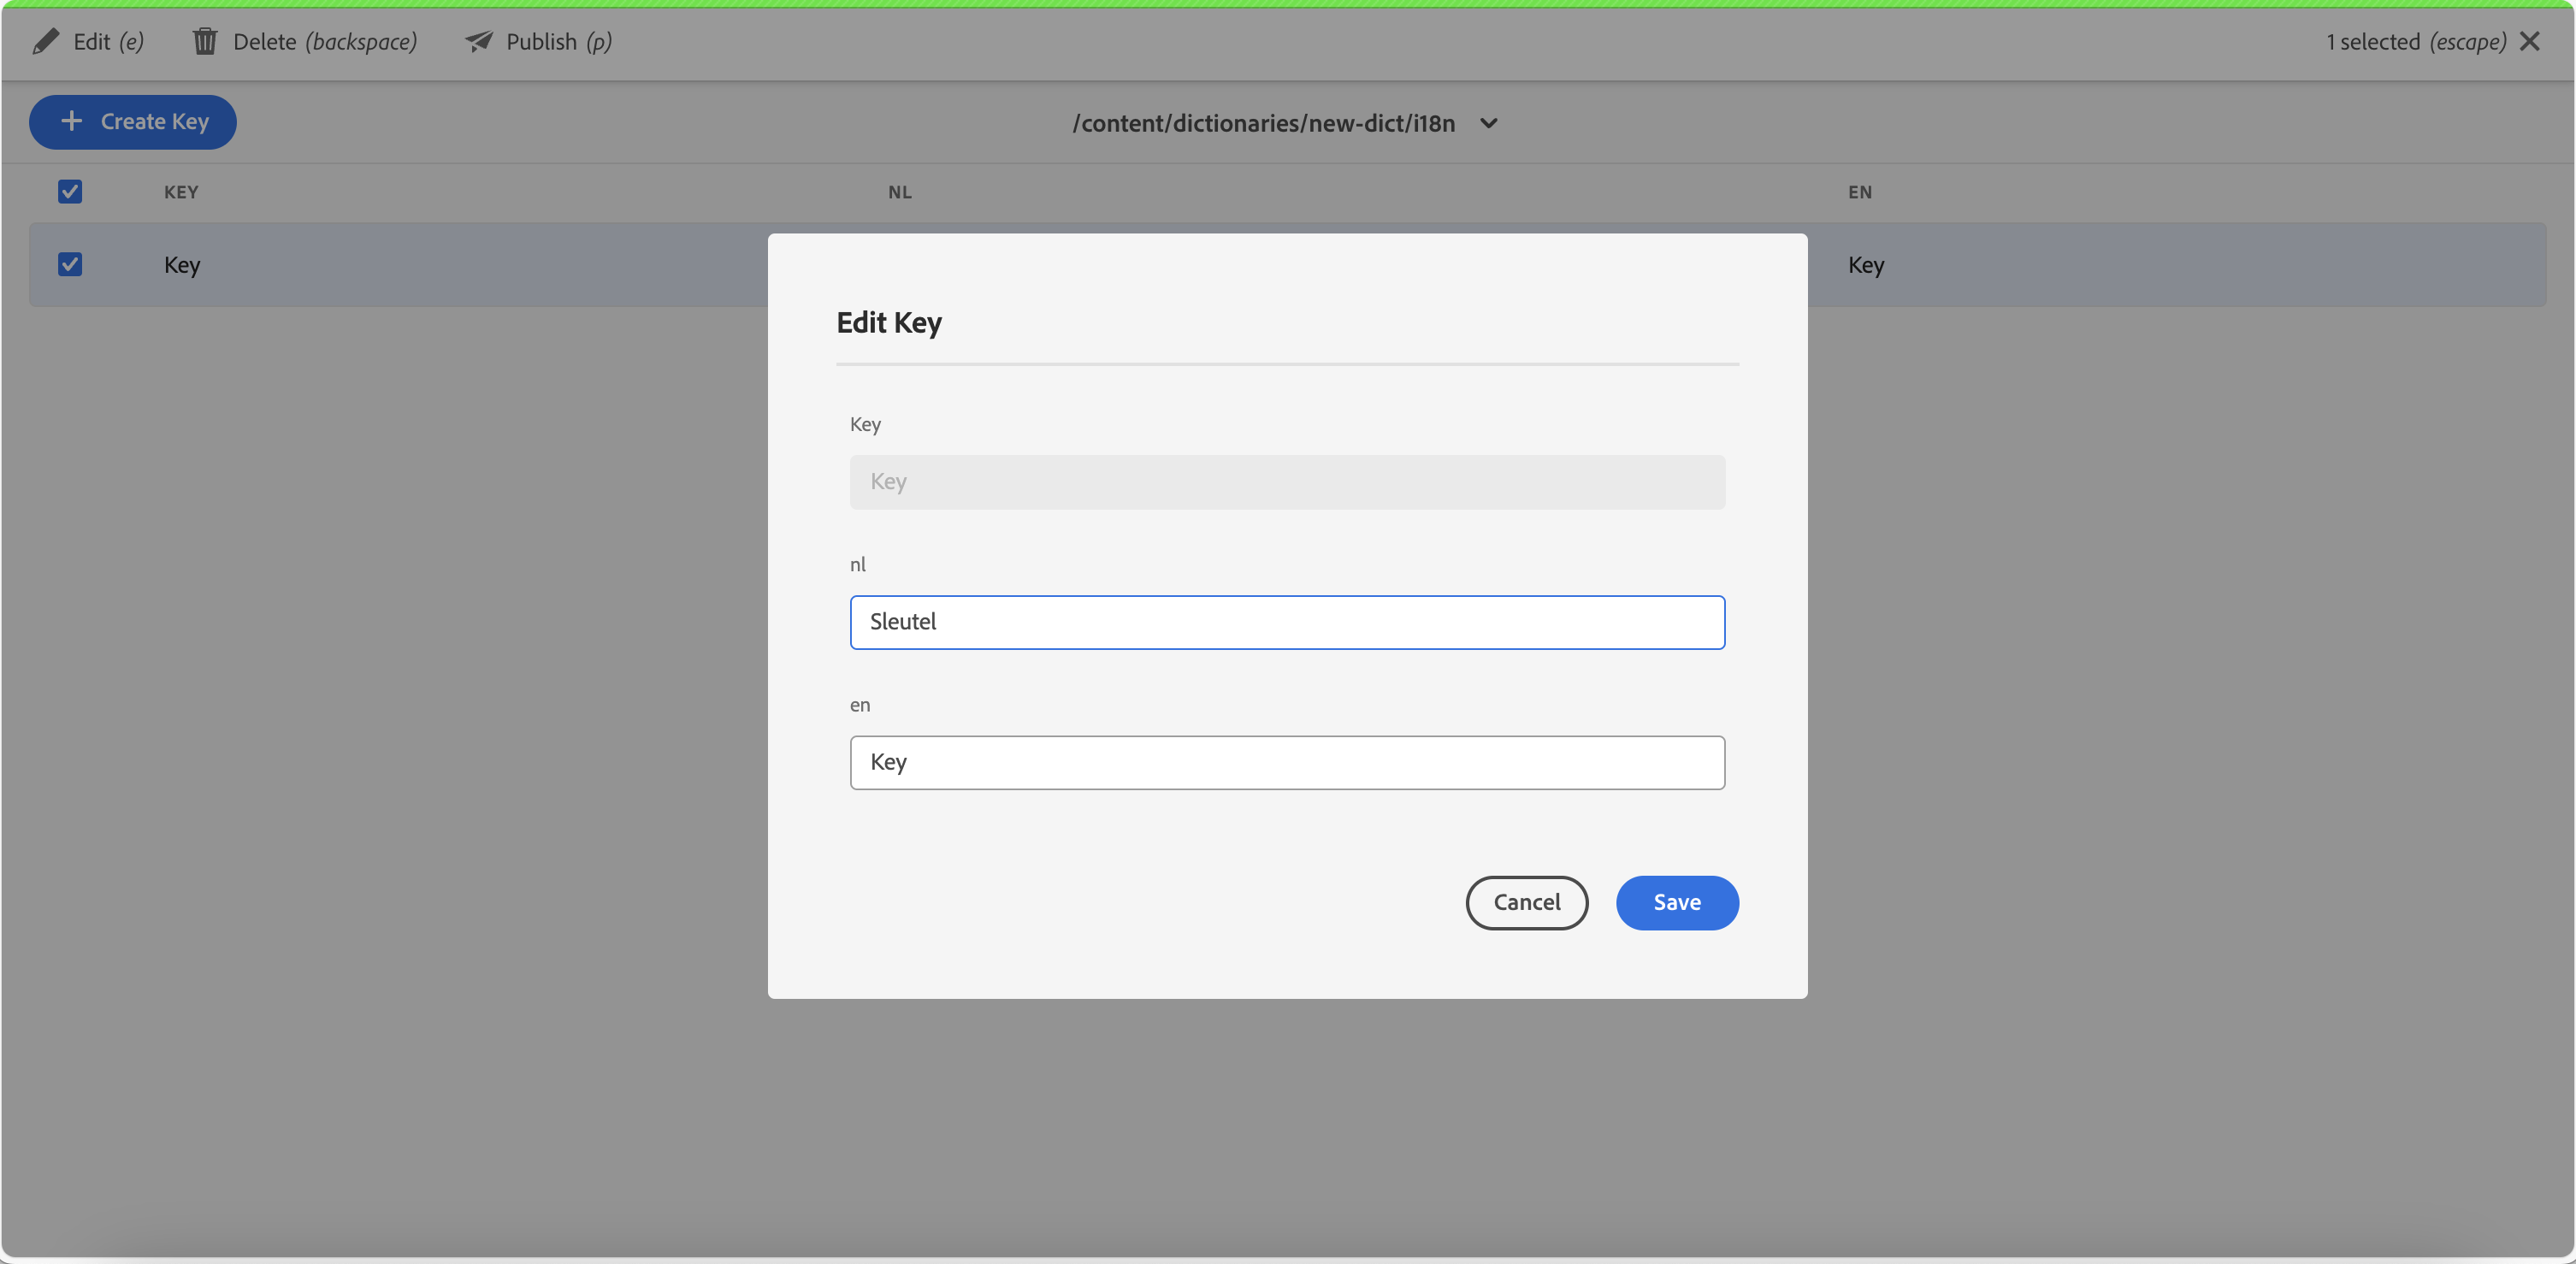 Edit (e) Delete (backspace) Publish (p) 1 selected (escape)
Create Key /content/dictionaries/new-dict/i18n
KEY NL EN
Key Key
Edit Key
Key
Key
nl
Sleutel
en
Key
Cancel Save